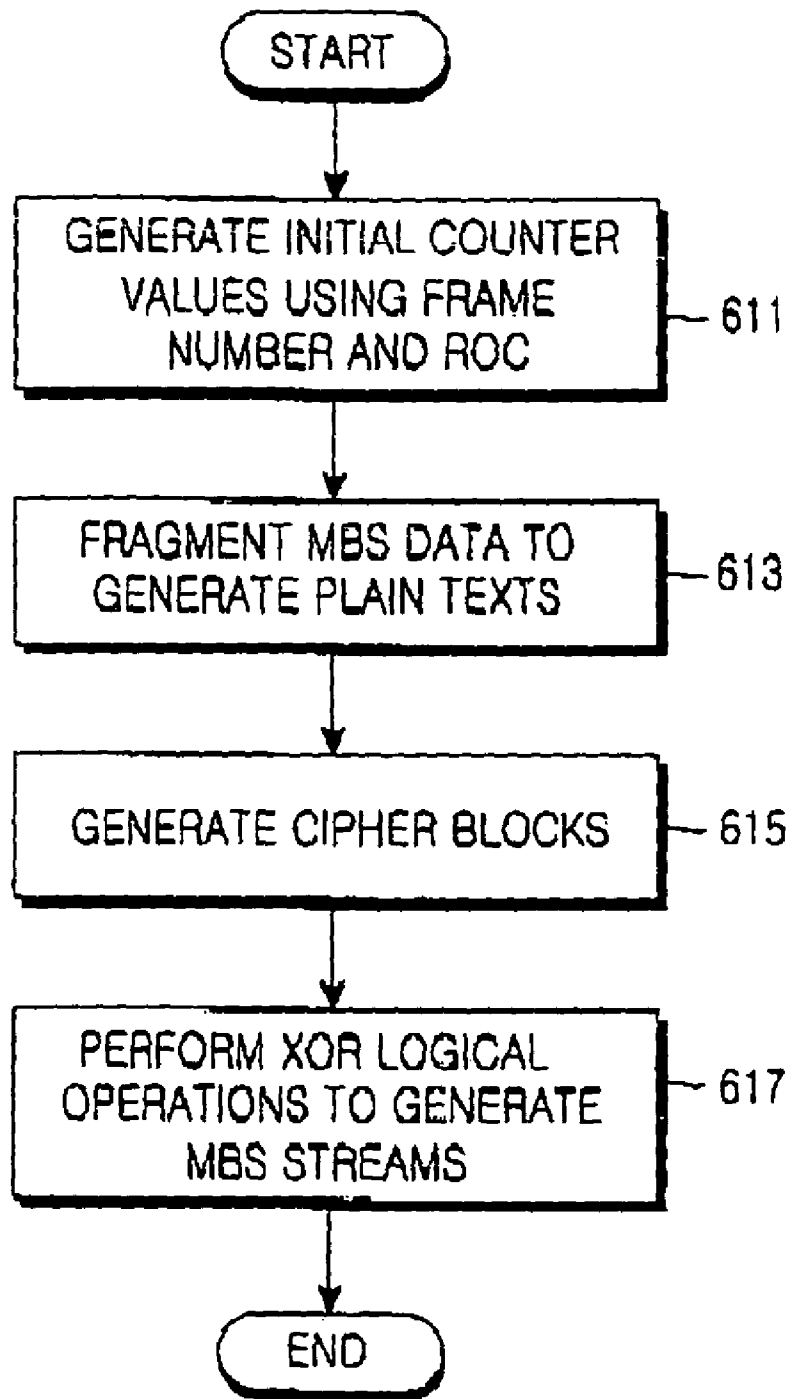 START
GENERATE INITIAL COUNTER
VALUES USING FRAME
NUMBER AND ROC
611
FRAGMENT MBS DATA TO
GENERATE PLAIN TEXTS
613
GENERATE CIPHER BLOCKS
615
PERFORM XOR LOGICAL
OPERATIONS TO GENERATE
MBS STREAMS
617
END